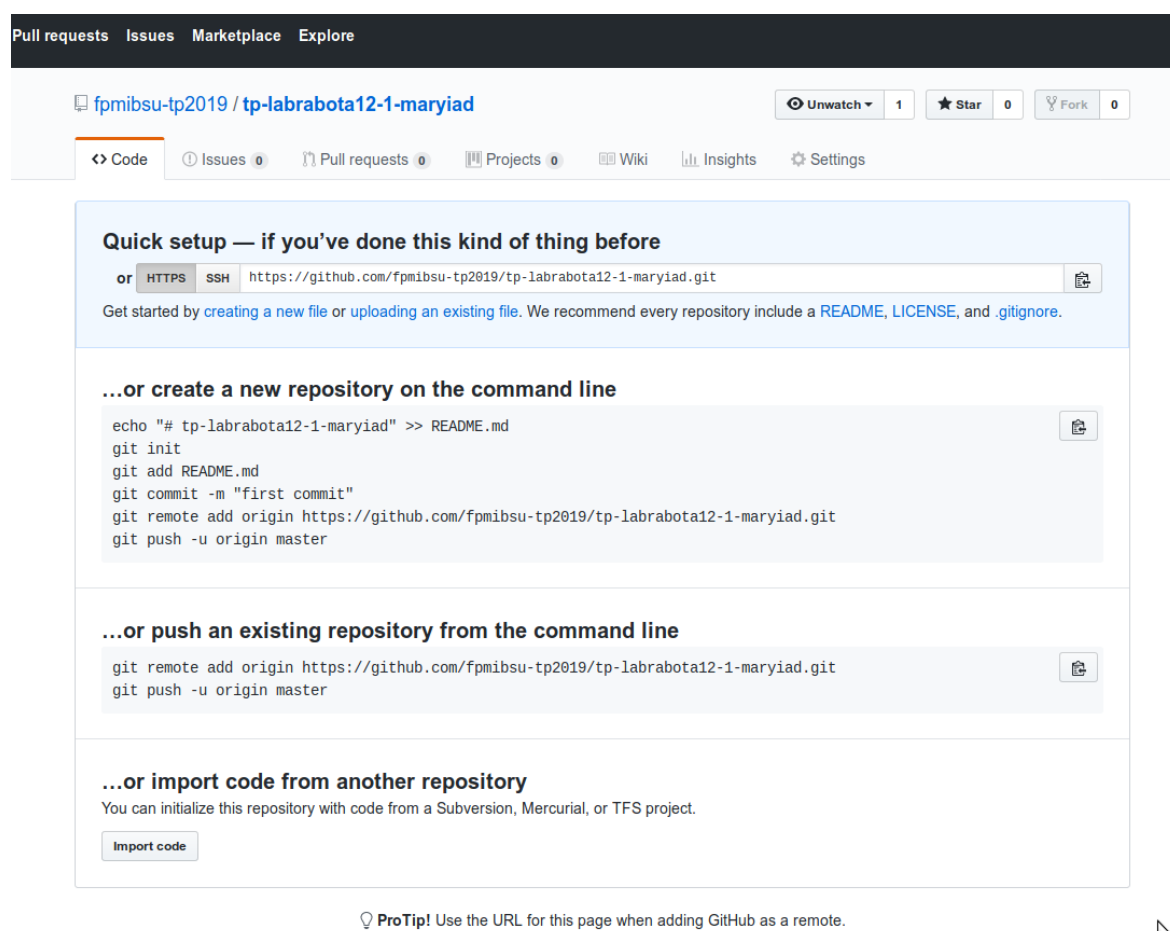 Pull requests Issues Marketplace Explore
fpmibsu-tp2019 / tp-labrabota12-1-maryiad
Unwatch 1 Star 0 Fork 0
Code Issues 0 Pull requests 0 Projects 0 Wiki Insights Settings
Quick setup — if you’ve done this kind of thing before
or HTTPS SSH https://github.com/fpmibsu-tp2019/tp-labrabota12-1-maryiad.git
Get started by creating a new file or uploading an existing file. We recommend every repository include a README, LICENSE, and .gitignore.
…or create a new repository on the command line
echo "# tp-labrabota12-1-maryiad" >> README.md
git init
git add README.md
git commit -m "first commit"
git remote add origin https://github.com/fpmibsu-tp2019/tp-labrabota12-1-maryiad.git
git push -u origin master
…or push an existing repository from the command line
git remote add origin https://github.com/fpmibsu-tp2019/tp-labrabota12-1-maryiad.git
git push -u origin master
…or import code from another repository
You can initialize this repository with code from a Subversion, Mercurial, or TFS project.
Import code
ProTip! Use the URL for this page when adding GitHub as a remote.